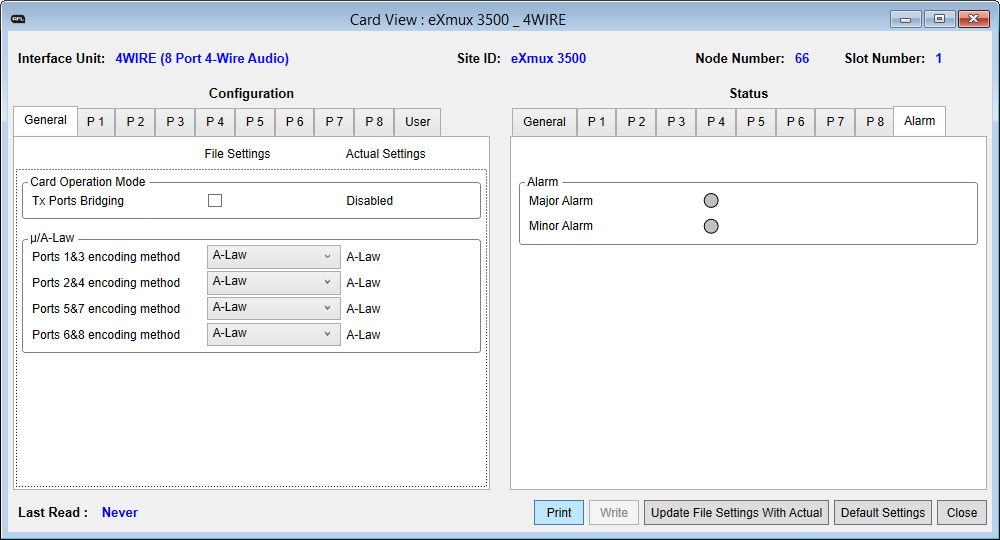 RFL
Card View : eXmux 3500 _ 4WIRE
Interface Unit: 4WIRE (8 Port 4-Wire Audio) Site ID: eXmux 3500 Node Number: 66 Slot Number: 1
Configuration
General P 1 P 2 P 3 P 4 P 5 P 6 P 7 P 8 User
File Settings Actual Settings
Card Operation Mode
Tx Ports Bridging Disabled
µ/A-Law
Ports 1&3 encoding method A-Law A-Law
Ports 2&4 encoding method A-Law A-Law
Ports 5&7 encoding method A-Law A-Law
Ports 6&8 encoding method A-Law A-Law
Status
General P 1 P 2 P 3 P 4 P 5 P 6 P 7 P 8 Alarm
Alarm
Major Alarm
Minor Alarm
Last Read : Never
Print Write Update File Settings With Actual Default Settings Close